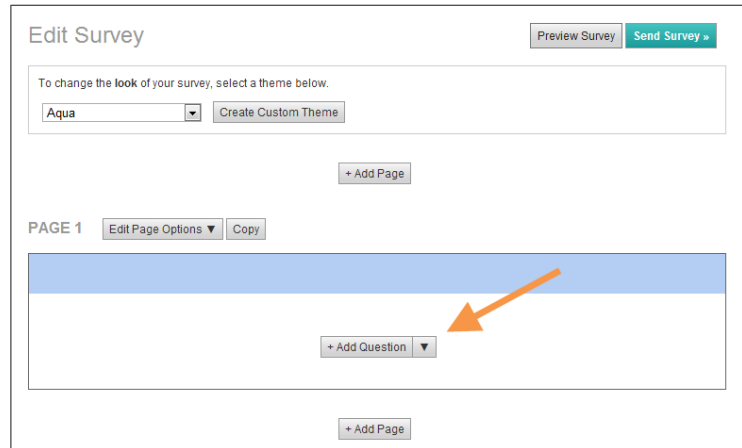 Edit Survey
Preview Survey
Send Survey »
To change the look of your survey, select a theme below.
Aqua
Create Custom Theme
+ Add Page
PAGE 1
Edit Page Options ▼
Copy
+ Add Question ▼
+ Add Page